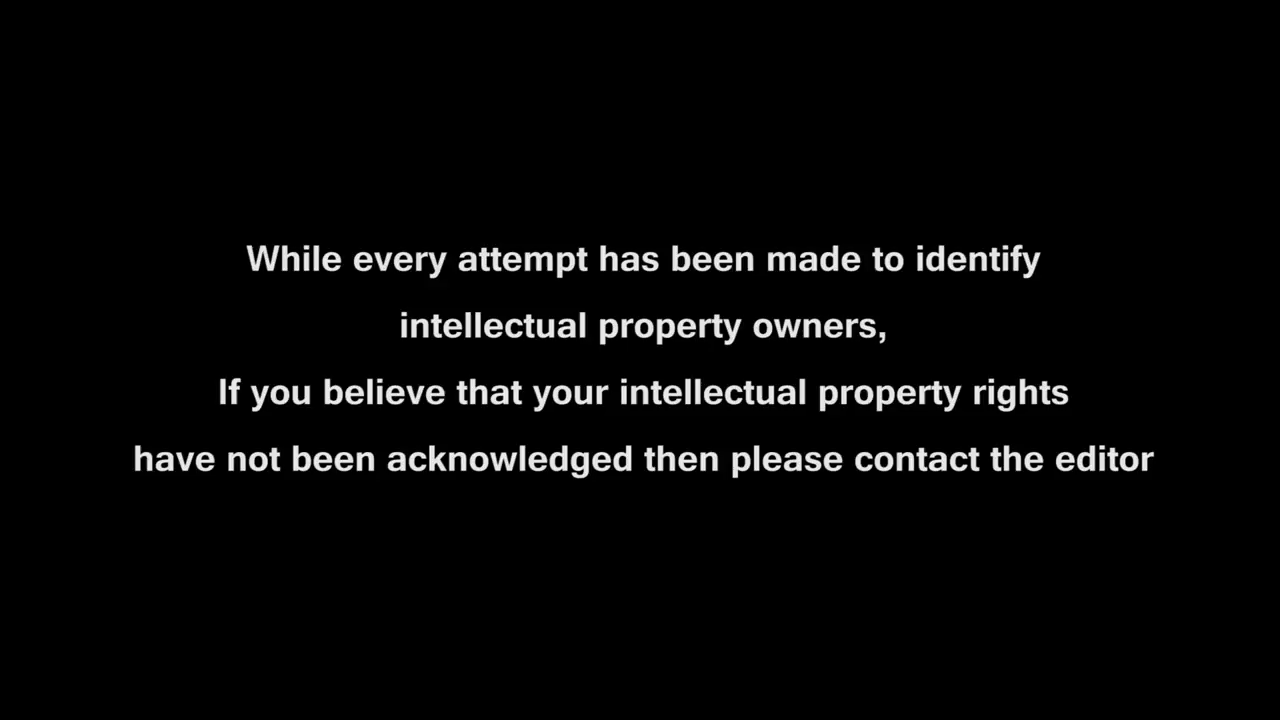 While every attempt has been made to identify
intellectual property owners,
If you believe that your intellectual property rights
have not been acknowledged then please contact the editor